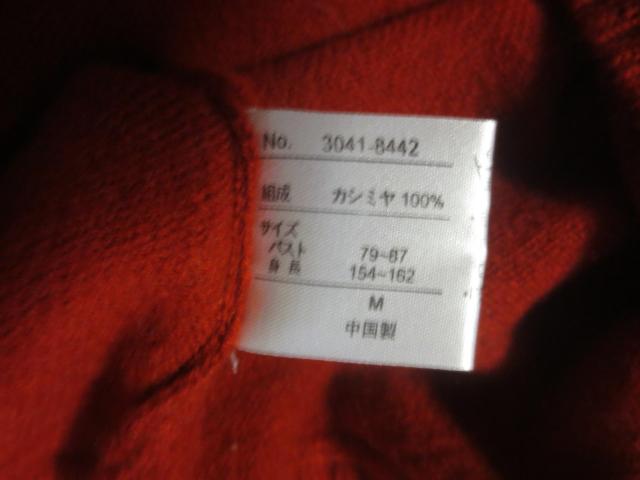 No. 3041-8442
組成 カシミヤ 100%
サイズ
バスト 79~87
身長 154~162
M
中国製